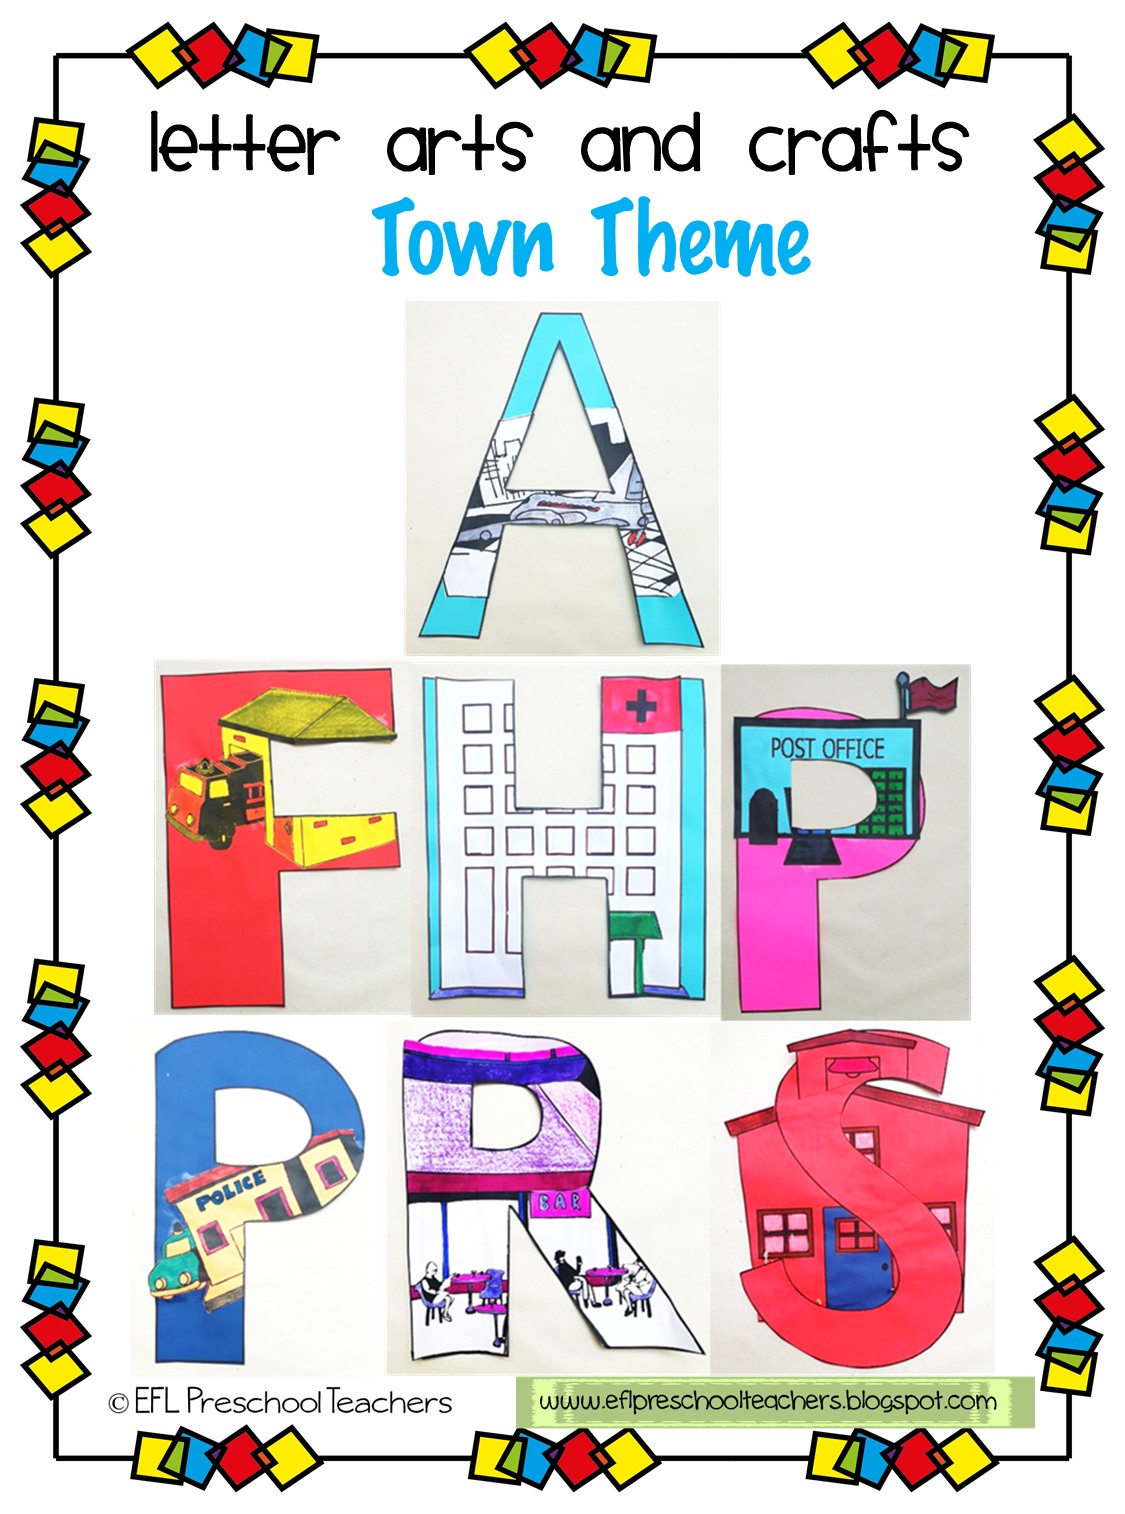 letter arts and crafts
Town Theme
A
F H P
POST OFFICE
P R S
POLICE
BAR
© EFL Preschool Teachers
www.eflpreschoolteachers.blogspot.com